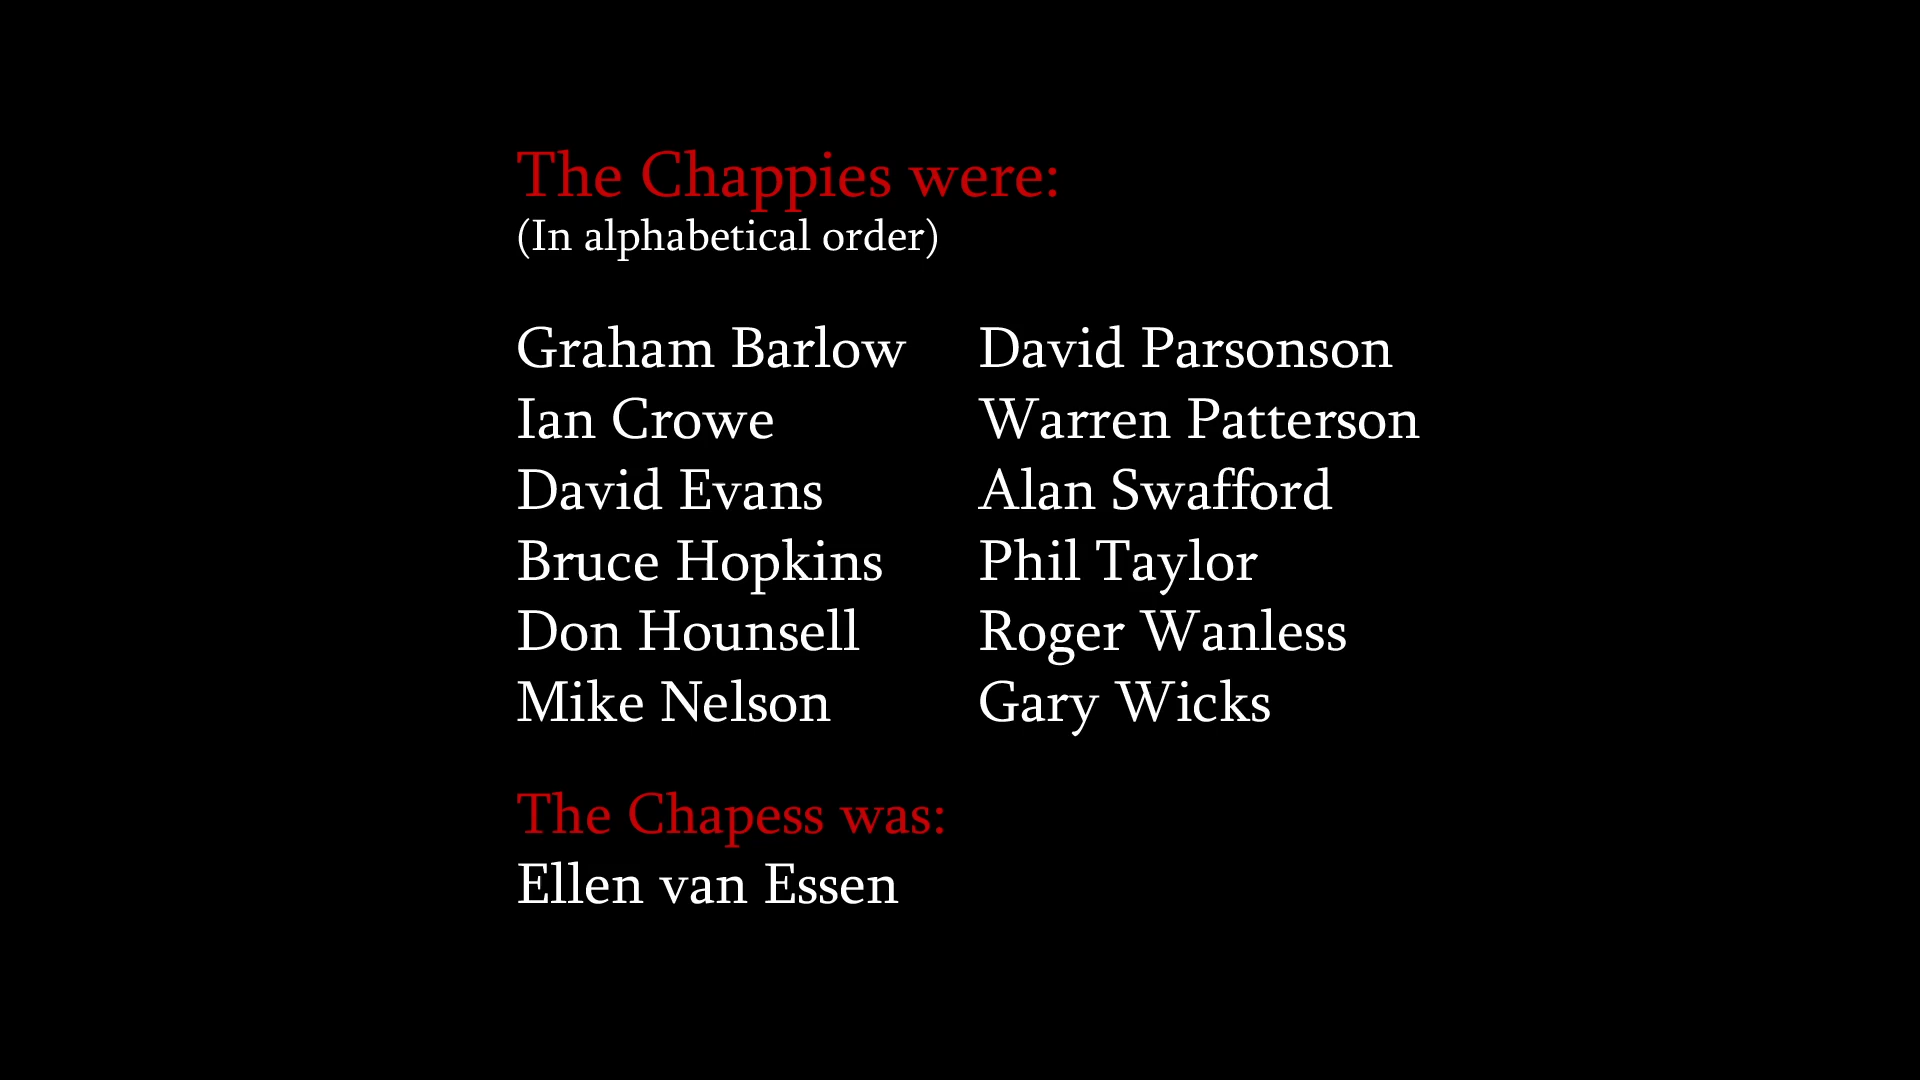 The Chappies were:
(In alphabetical order)
Graham Barlow
Ian Crowe
David Evans
Bruce Hopkins
Don Hounsell
Mike Nelson
David Parsonson
Warren Patterson
Alan Swafford
Phil Taylor
Roger Wanless
Gary Wicks
The Chapess was:
Ellen van Essen